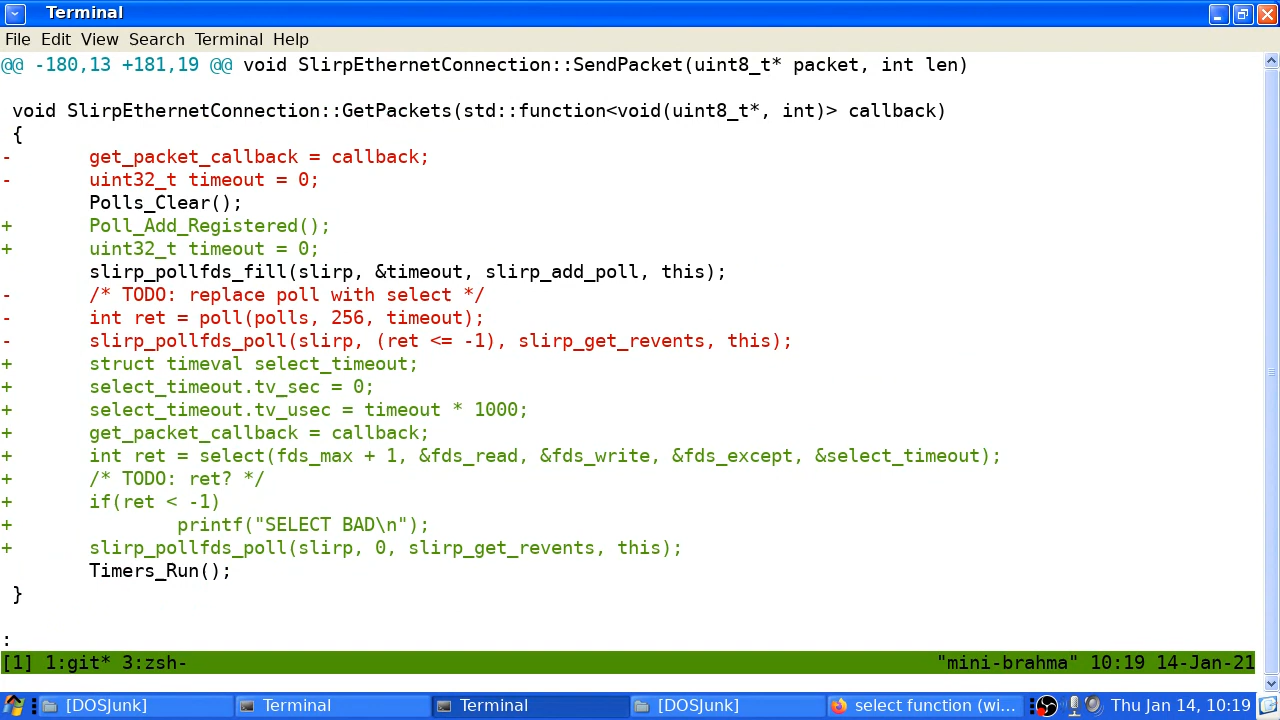 Terminal
File Edit View Search Terminal Help
@@ -180,13 +181,19 @@ void SlirpEthernetConnection::SendPacket(uint8_t* packet, int len)
 void SlirpEthernetConnection::GetPackets(std::function<void(uint8_t*, int)> callback)
 {
-       get_packet_callback = callback;
-       uint32_t timeout = 0;
        Polls_Clear();
+       Poll_Add_Registered();
+       uint32_t timeout = 0;
        slirp_pollfds_fill(slirp, &timeout, slirp_add_poll, this);
-       /* TODO: replace poll with select */
-       int ret = poll(polls, 256, timeout);
-       slirp_pollfds_poll(slirp, (ret <= -1), slirp_get_revents, this);
+       struct timeval select_timeout;
+       select_timeout.tv_sec = 0;
+       select_timeout.tv_usec = timeout * 1000;
+       get_packet_callback = callback;
+       int ret = select(fds_max + 1, &fds_read, &fds_write, &fds_except, &select_timeout);
+       /* TODO: ret? */
+       if(ret < -1)
+               printf("SELECT BAD\n");
+       slirp_pollfds_poll(slirp, 0, slirp_get_revents, this);
        Timers_Run();
 }
:
[1] 1:git* 3:zsh- "mini-brahma" 10:19 14-Jan-21
[DOSJunk] Terminal Terminal [DOSJunk] select function (wi... Thu Jan 14, 10:19